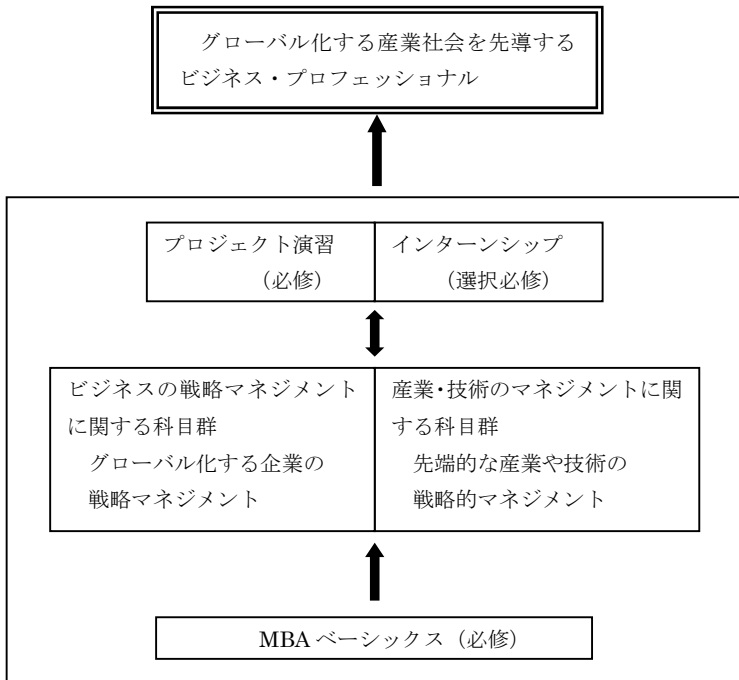 グローバル化する産業社会を先導する
ビジネス・プロフェッショナル
プロジェクト演習
（必修）
インターンシップ
（選択必修）
ビジネスの戦略マネジメント
に関する科目群
グローバル化する企業の
戦略マネジメント
産業・技術のマネジメントに関
する科目群
先端的な産業や技術の
戦略的マネジメント
MBA ベーシックス（必修）